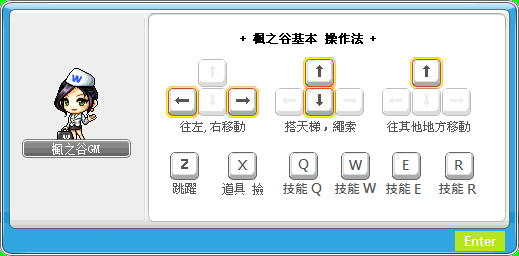 + 楓之谷基本 操作法 +
W
楓之谷GM
往左, 右移動
搭天梯，繩索
往其他地方移動
Z
X
Q
W
E
R
跳躍
道具 撿
技能 Q
技能 W
技能 E
技能 R
Enter